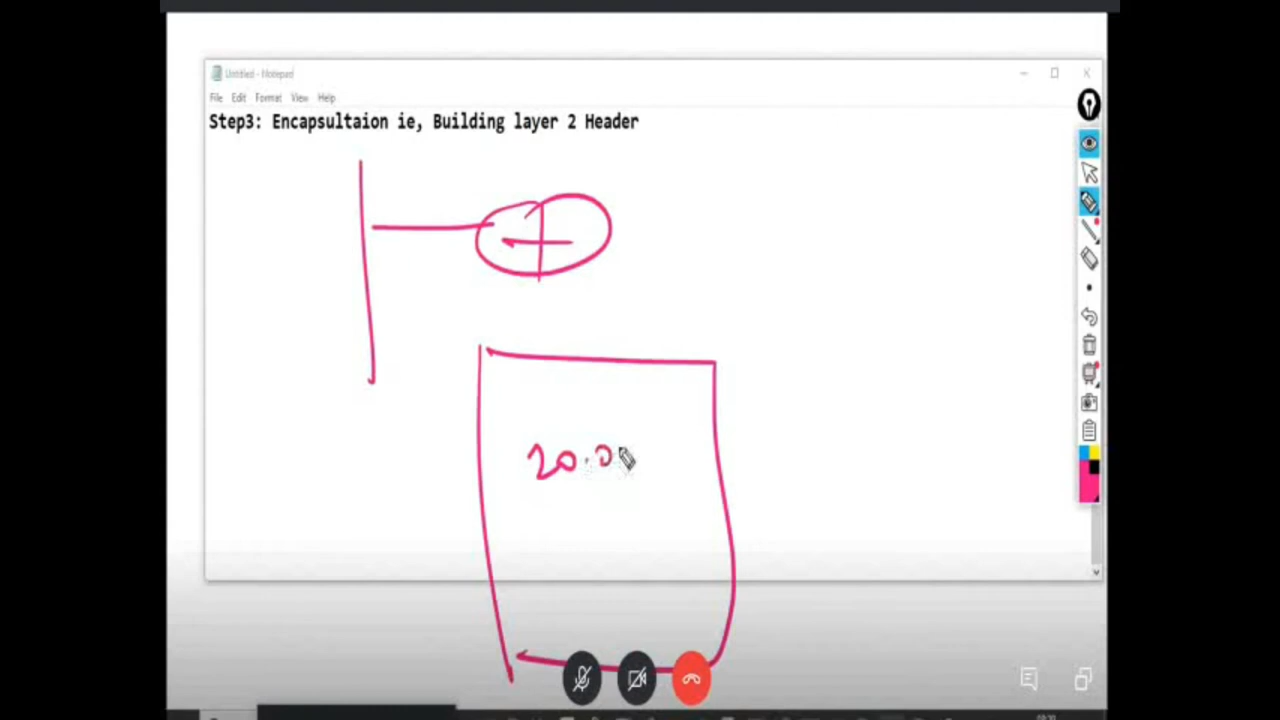 Untitled - Notepad
File Edit Format View Help
Step3: Encapsultaion ie, Building layer 2 Header
20.0